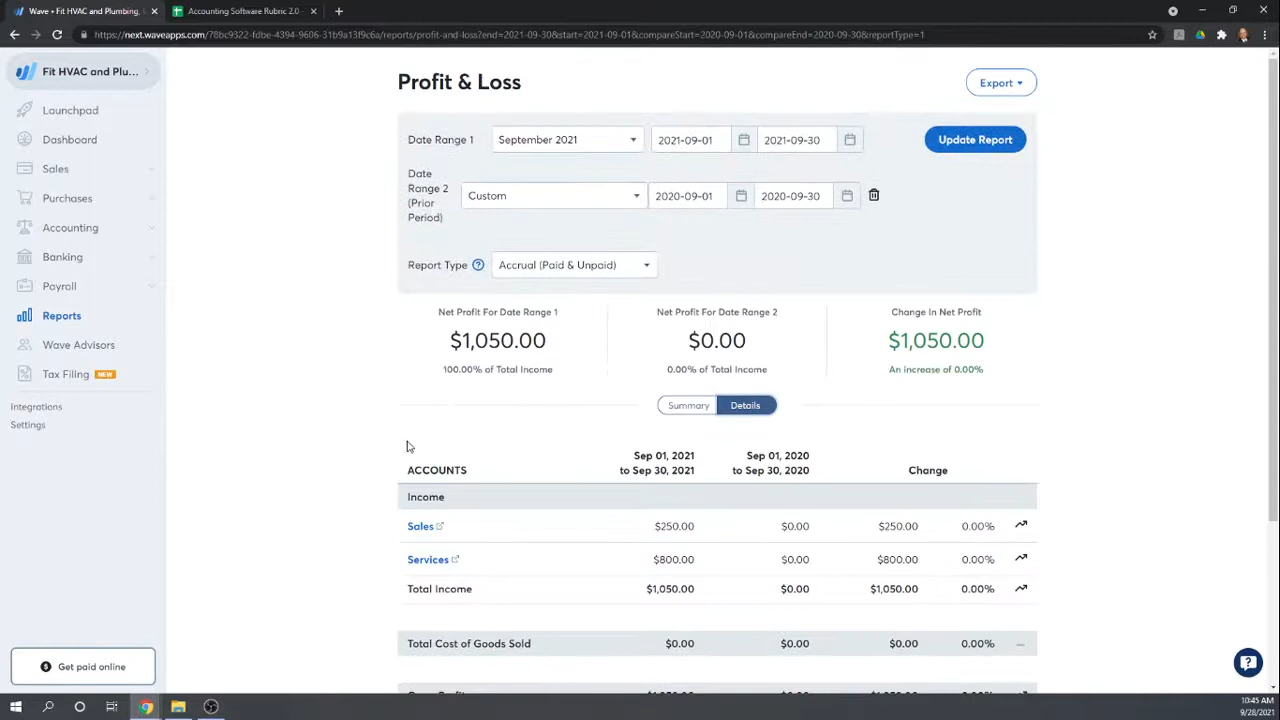 Wave • Fit HVAC and Plumbing,
Accounting Software Rubric 2.0 -
https://next.waveapps.com/78bc9322-fdbe-4394-9606-31b9a13f9c6a/reports/profit-and-loss?end=2021-09-30&start=2021-09-01&compareStart=2020-09-01&compareEnd=2020-09-30&reportType=1
Fit HVAC and Plu...
Launchpad
Dashboard
Sales
Purchases
Accounting
Banking
Payroll
Reports
Wave Advisors
Tax Filing NEW
Integrations
Settings
Get paid online
Profit & Loss
Export
Date Range 1 September 2021 2021-09-01 2021-09-30 Update Report
Date
Range 2
(Prior
Period)
Custom 2020-09-01 2020-09-30
Report Type ? Accrual (Paid & Unpaid)
Net Profit For Date Range 1 Net Profit For Date Range 2 Change In Net Profit
$1,050.00 $0.00 $1,050.00
100.00% of Total Income 0.00% of Total Income An increase of 0.00%
Summary Details
Sep 01, 2021 Sep 01, 2020
ACCOUNTS to Sep 30, 2021 to Sep 30, 2020 Change
Income
Sales $250.00 $0.00 $250.00 0.00%
Services $800.00 $0.00 $800.00 0.00%
Total Income $1,050.00 $0.00 $1,050.00 0.00%
Total Cost of Goods Sold $0.00 $0.00 $0.00 0.00% —
10:45 AM
9/28/2021